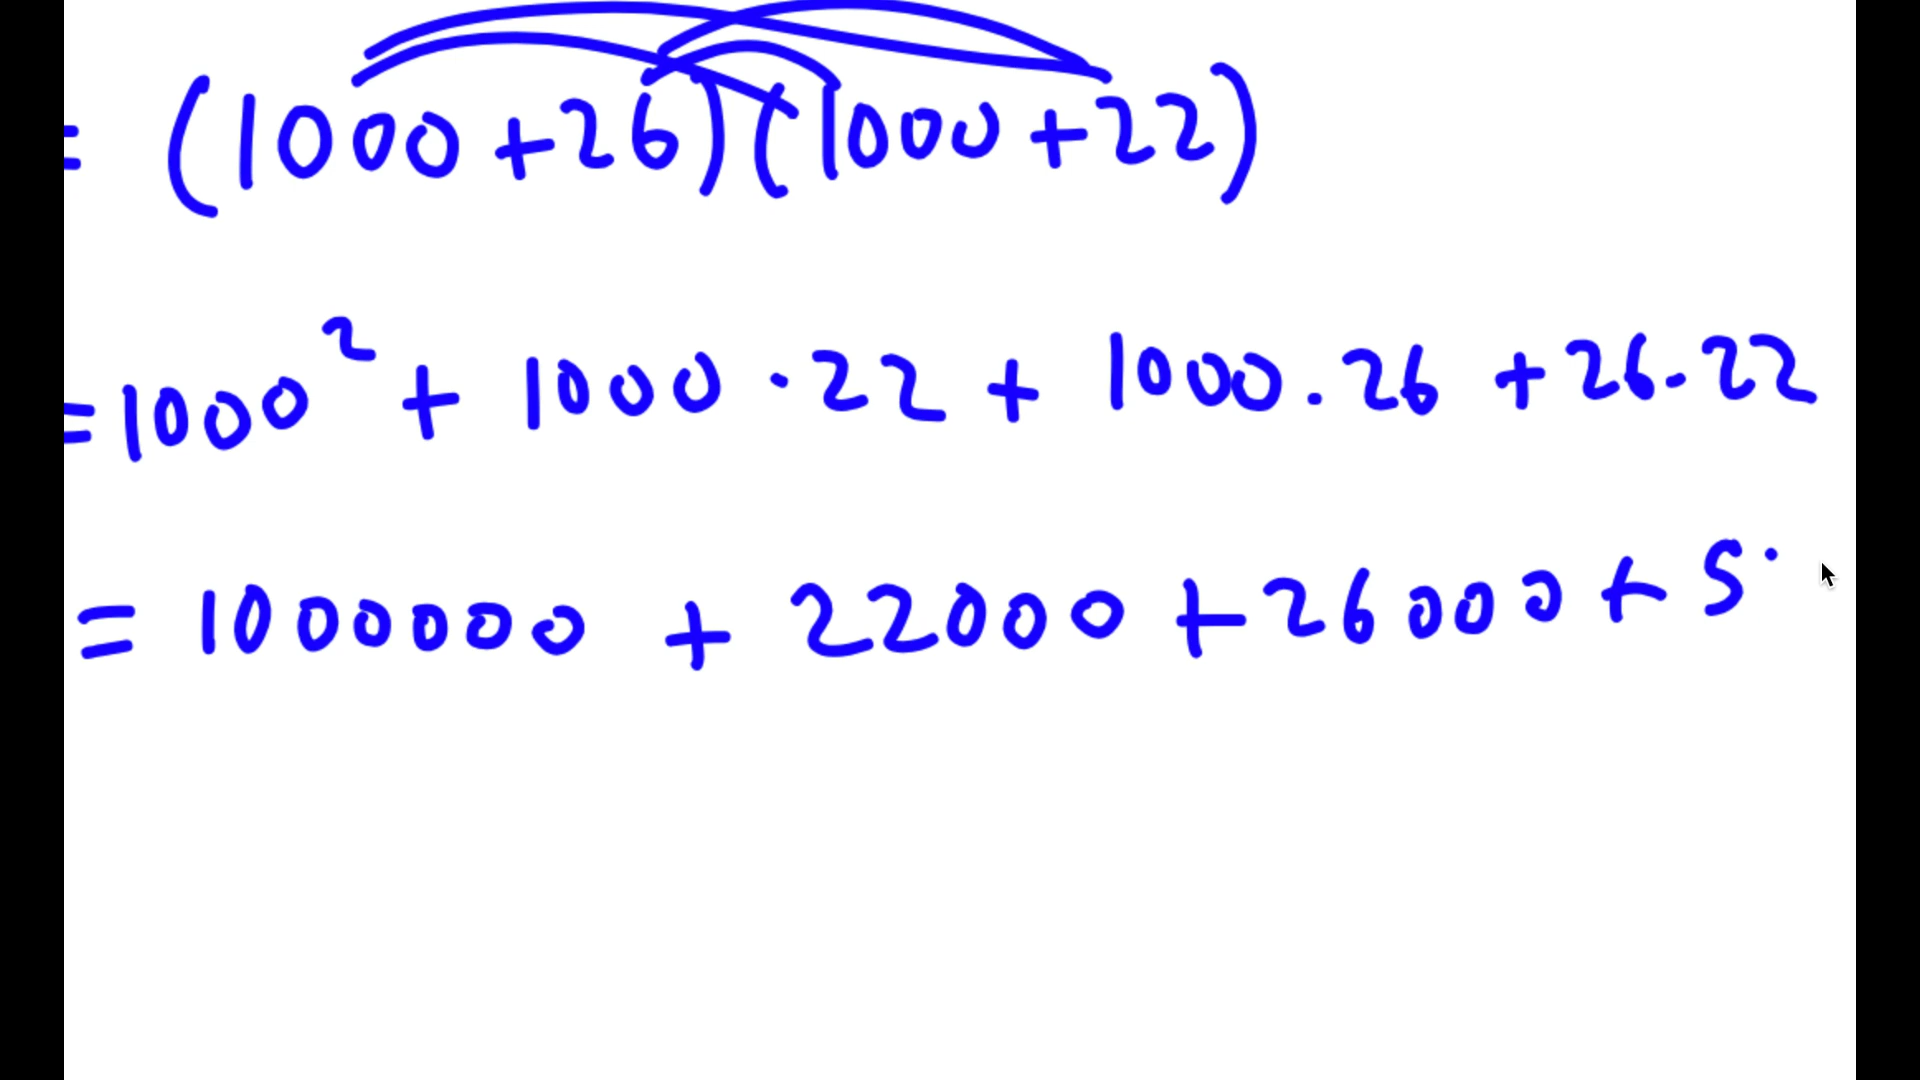 = (1000 +26)(1000 +22)
=1000² + 1000 · 22 + 1000 . 26 + 26 . 22
= 1000000 + 22000 + 26000 + 5